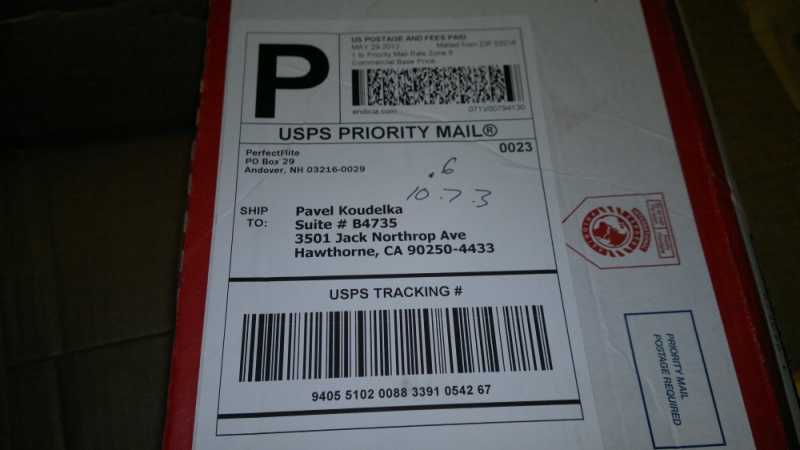 P
US POSTAGE AND FEES PAID
MAY 29 2012 Mailed from ZIP 03216
1 lb Priority Mail Rate Zone 8
Commercial Base Price
endicia.com 071V00794130
USPS PRIORITY MAIL®
PerfectRite
PO Box 29
Andover, NH 03216-0029
0023
.6
10.7.3
SHIP TO:
Pavel Koudelka
Suite # B4735
3501 Jack Northrop Ave
Hawthorne, CA 90250-4433
USPS TRACKING #
9405 5102 0088 3391 0542 67
PRIORITY MAIL
POSTAGE REQUIRED